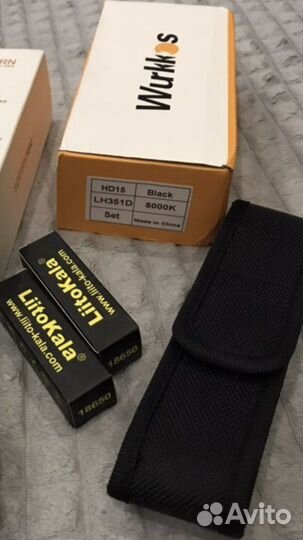 RN
Wurkkos
HD15 Black
LH351D 5000K
Set Made in China
LiitoKala®
www.liito-kala.com
18650
LiitoKala®
www.liito-kala.com
18650
Avito